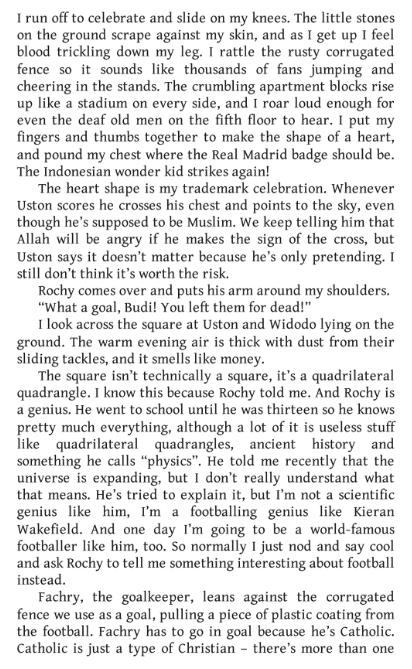 I run off to celebrate and slide on my knees. The little stones
on the ground scrape against my skin, and as I get up I feel
blood trickling down my leg. I rattle the rusty corrugated
fence so it sounds like thousands of fans jumping and
cheering in the stands. The crumbling apartment blocks rise
up like a stadium on every side, and I roar loud enough for
even the deaf old men on the fifth floor to hear. I put my
fingers and thumbs together to make the shape of a heart,
and pound my chest where the Real Madrid badge should be.
The Indonesian wonder kid strikes again!
The heart shape is my trademark celebration. Whenever
Uston scores he crosses his chest and points to the sky, even
though he’s supposed to be Muslim. We keep telling him that
Allah will be angry if he makes the sign of the cross, but
Uston says it doesn’t matter because he’s only pretending. I
still don’t think it’s worth the risk.
Rochy comes over and puts his arm around my shoulders.
“What a goal, Budi! You left them for dead!”
I look across the square at Uston and Widodo lying on the
ground. The warm evening air is thick with dust from their
sliding tackles, and it smells like money.
The square isn’t technically a square, it’s a quadrilateral
quadrangle. I know this because Rochy told me. And Rochy is
a genius. He went to school until he was thirteen so he knows
pretty much everything, although a lot of it is useless stuff
like quadrilateral quadrangles, ancient history and
something he calls “physics”. He told me recently that the
universe is expanding, but I don’t really understand what
that means. He’s tried to explain it, but I’m not a scientific
genius like him, I’m a footballing genius like Kieran
Wakefield. And one day I’m going to be a world-famous
footballer like him, too. So normally I just nod and say cool
and ask Rochy to tell me something interesting about football
instead.
Fachry, the goalkeeper, leans against the corrugated
fence we use as a goal, pulling a piece of plastic coating from
the football. Fachry has to go in goal because he’s Catholic.
Catholic is just a type of Christian – there’s more than one